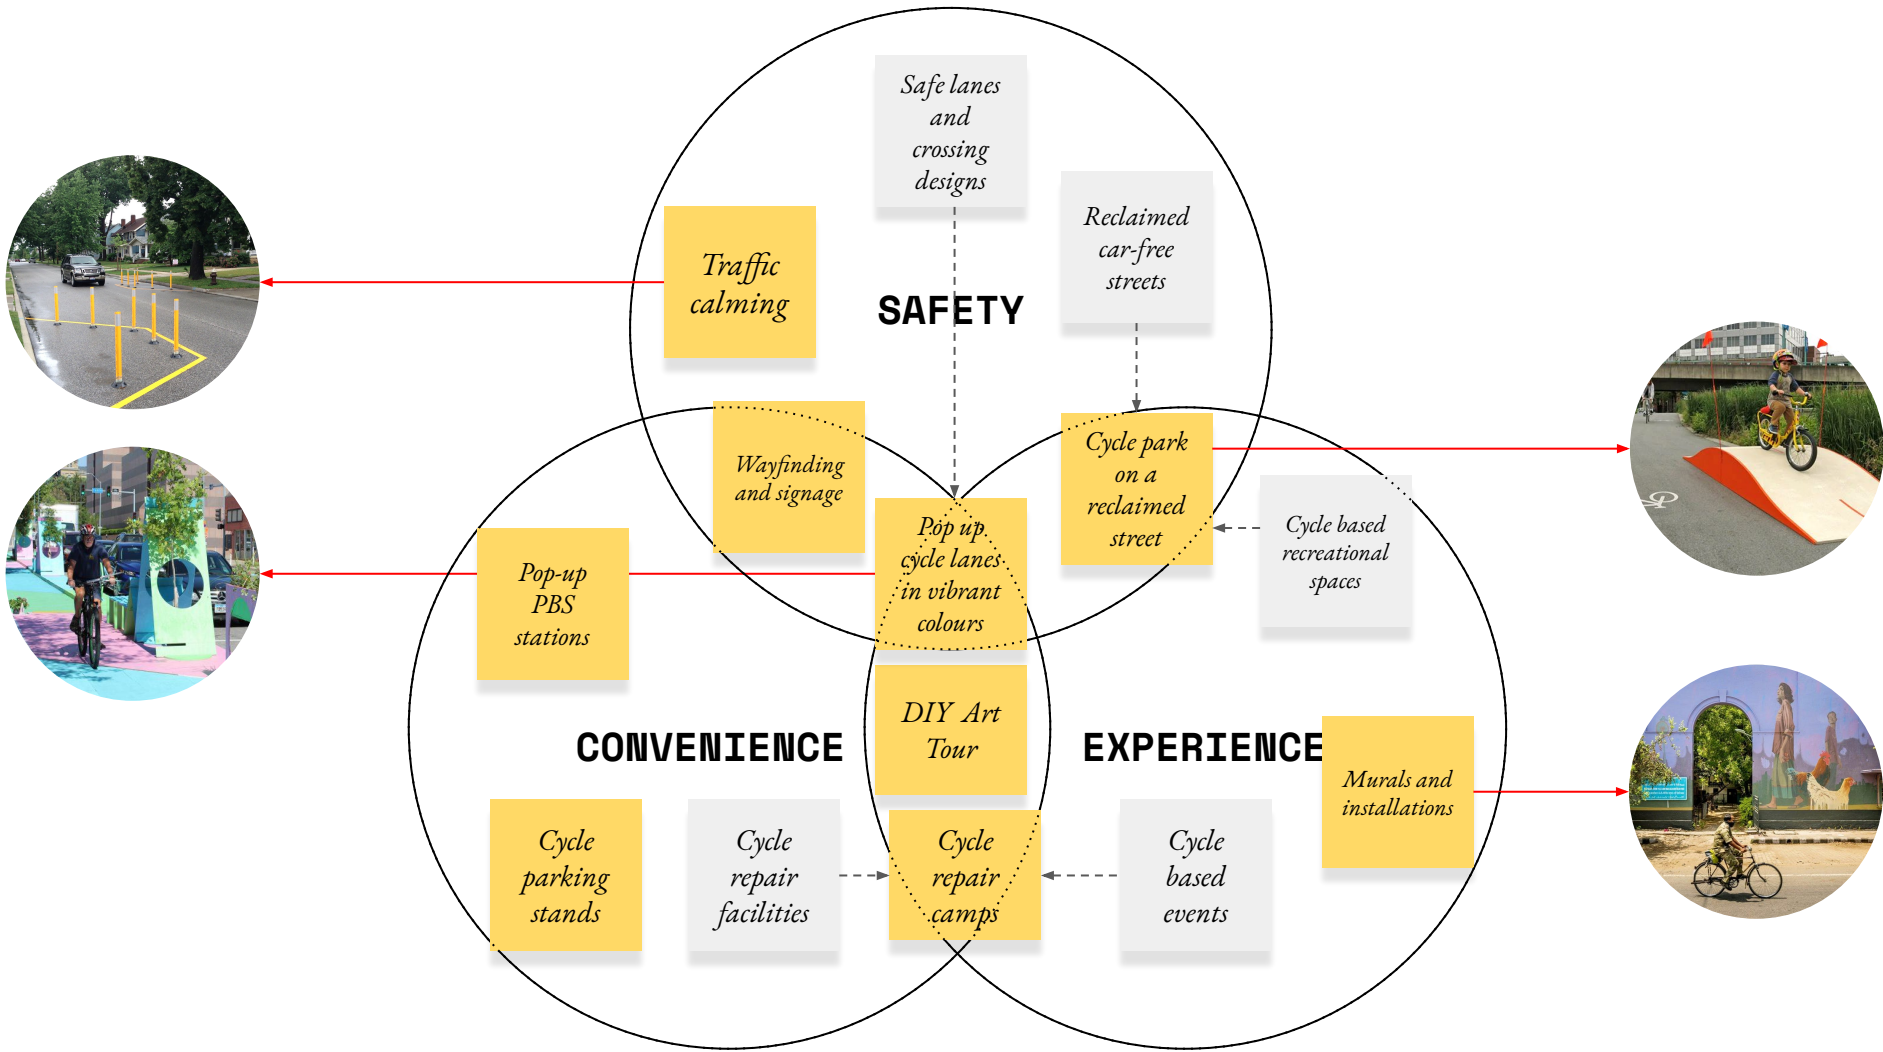 Safe lanes
and
crossing
designs
Reclaimed
car-free
streets
Traffic
calming
SAFETY
Wayfinding
and signage
Cycle park
on a
reclaimed
street
Pop up
cycle lanes
in vibrant
colours
Cycle based
recreational
spaces
Pop-up
PBS
stations
DIY Art
Tour
CONVENIENCE
EXPERIENCE
Murals and
installations
Cycle
parking
stands
Cycle
repair
facilities
Cycle
repair
camps
Cycle
based
events